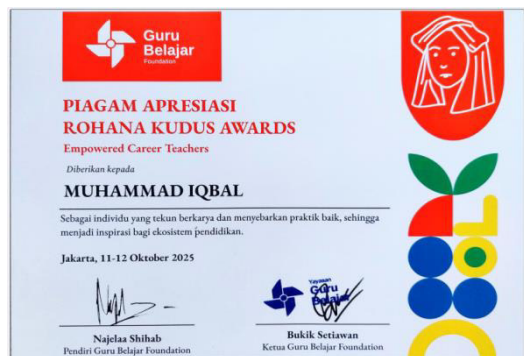 Guru
Belajar
Foundation
PIAGAM APRESIASI
ROHANA KUDUS AWARDS
Empowered Career Teachers
Diberikan kepada
MUHAMMAD IQBAL
Sebagai individu yang tekun berkarya dan menyebarkan praktik baik, sehingga
menjadi inspirasi bagi ekosistem pendidikan.
Jakarta, 11-12 Oktober 2025
Yayasan
Guru
Belajar
Najelaa Shihab
Pendiri Guru Belajar Foundation
Bukik Setiawan
Ketua Guru Belajar Foundation